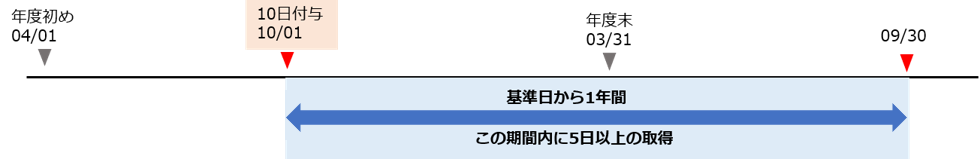 年度初め
04/01
10日付与
10/01
年度末
03/31
09/30
基準日から1年間
この期間内に5日以上の取得